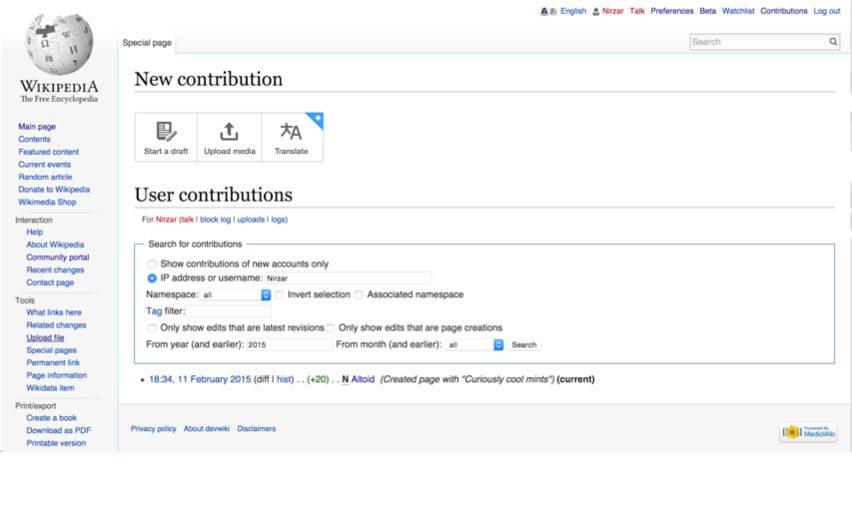 English Nirzar Talk Preferences Beta Watchlist Contributions Log out
Special page
Search
WIKIPEDIA
The Free Encyclopedia
Main page
Contents
Featured content
Current events
Random article
Donate to Wikipedia
Wikimedia Shop
Interaction
Help
About Wikipedia
Community portal
Recent changes
Contact page
Tools
What links here
Related changes
Upload file
Special pages
Permanent link
Page information
Wikidata item
Print/export
Create a book
Download as PDF
Printable version
New contribution
Start a draft
Upload media
Translate
User contributions
For Nirzar (talk | block log | uploads | logs)
Search for contributions
Show contributions of new accounts only
IP address or username: Nirzar
Namespace: all Invert selection Associated namespace
Tag filter:
Only show edits that are latest revisions Only show edits that are page creations
From year (and earlier): 2015 From month (and earlier): all Search
• 18:34, 11 February 2015 (diff | hist) . . (+20) . . N Altoid (Created page with "Curiously cool mints") (current)
Privacy policy About devwiki Disclaimers
Powered By
MediaWiki